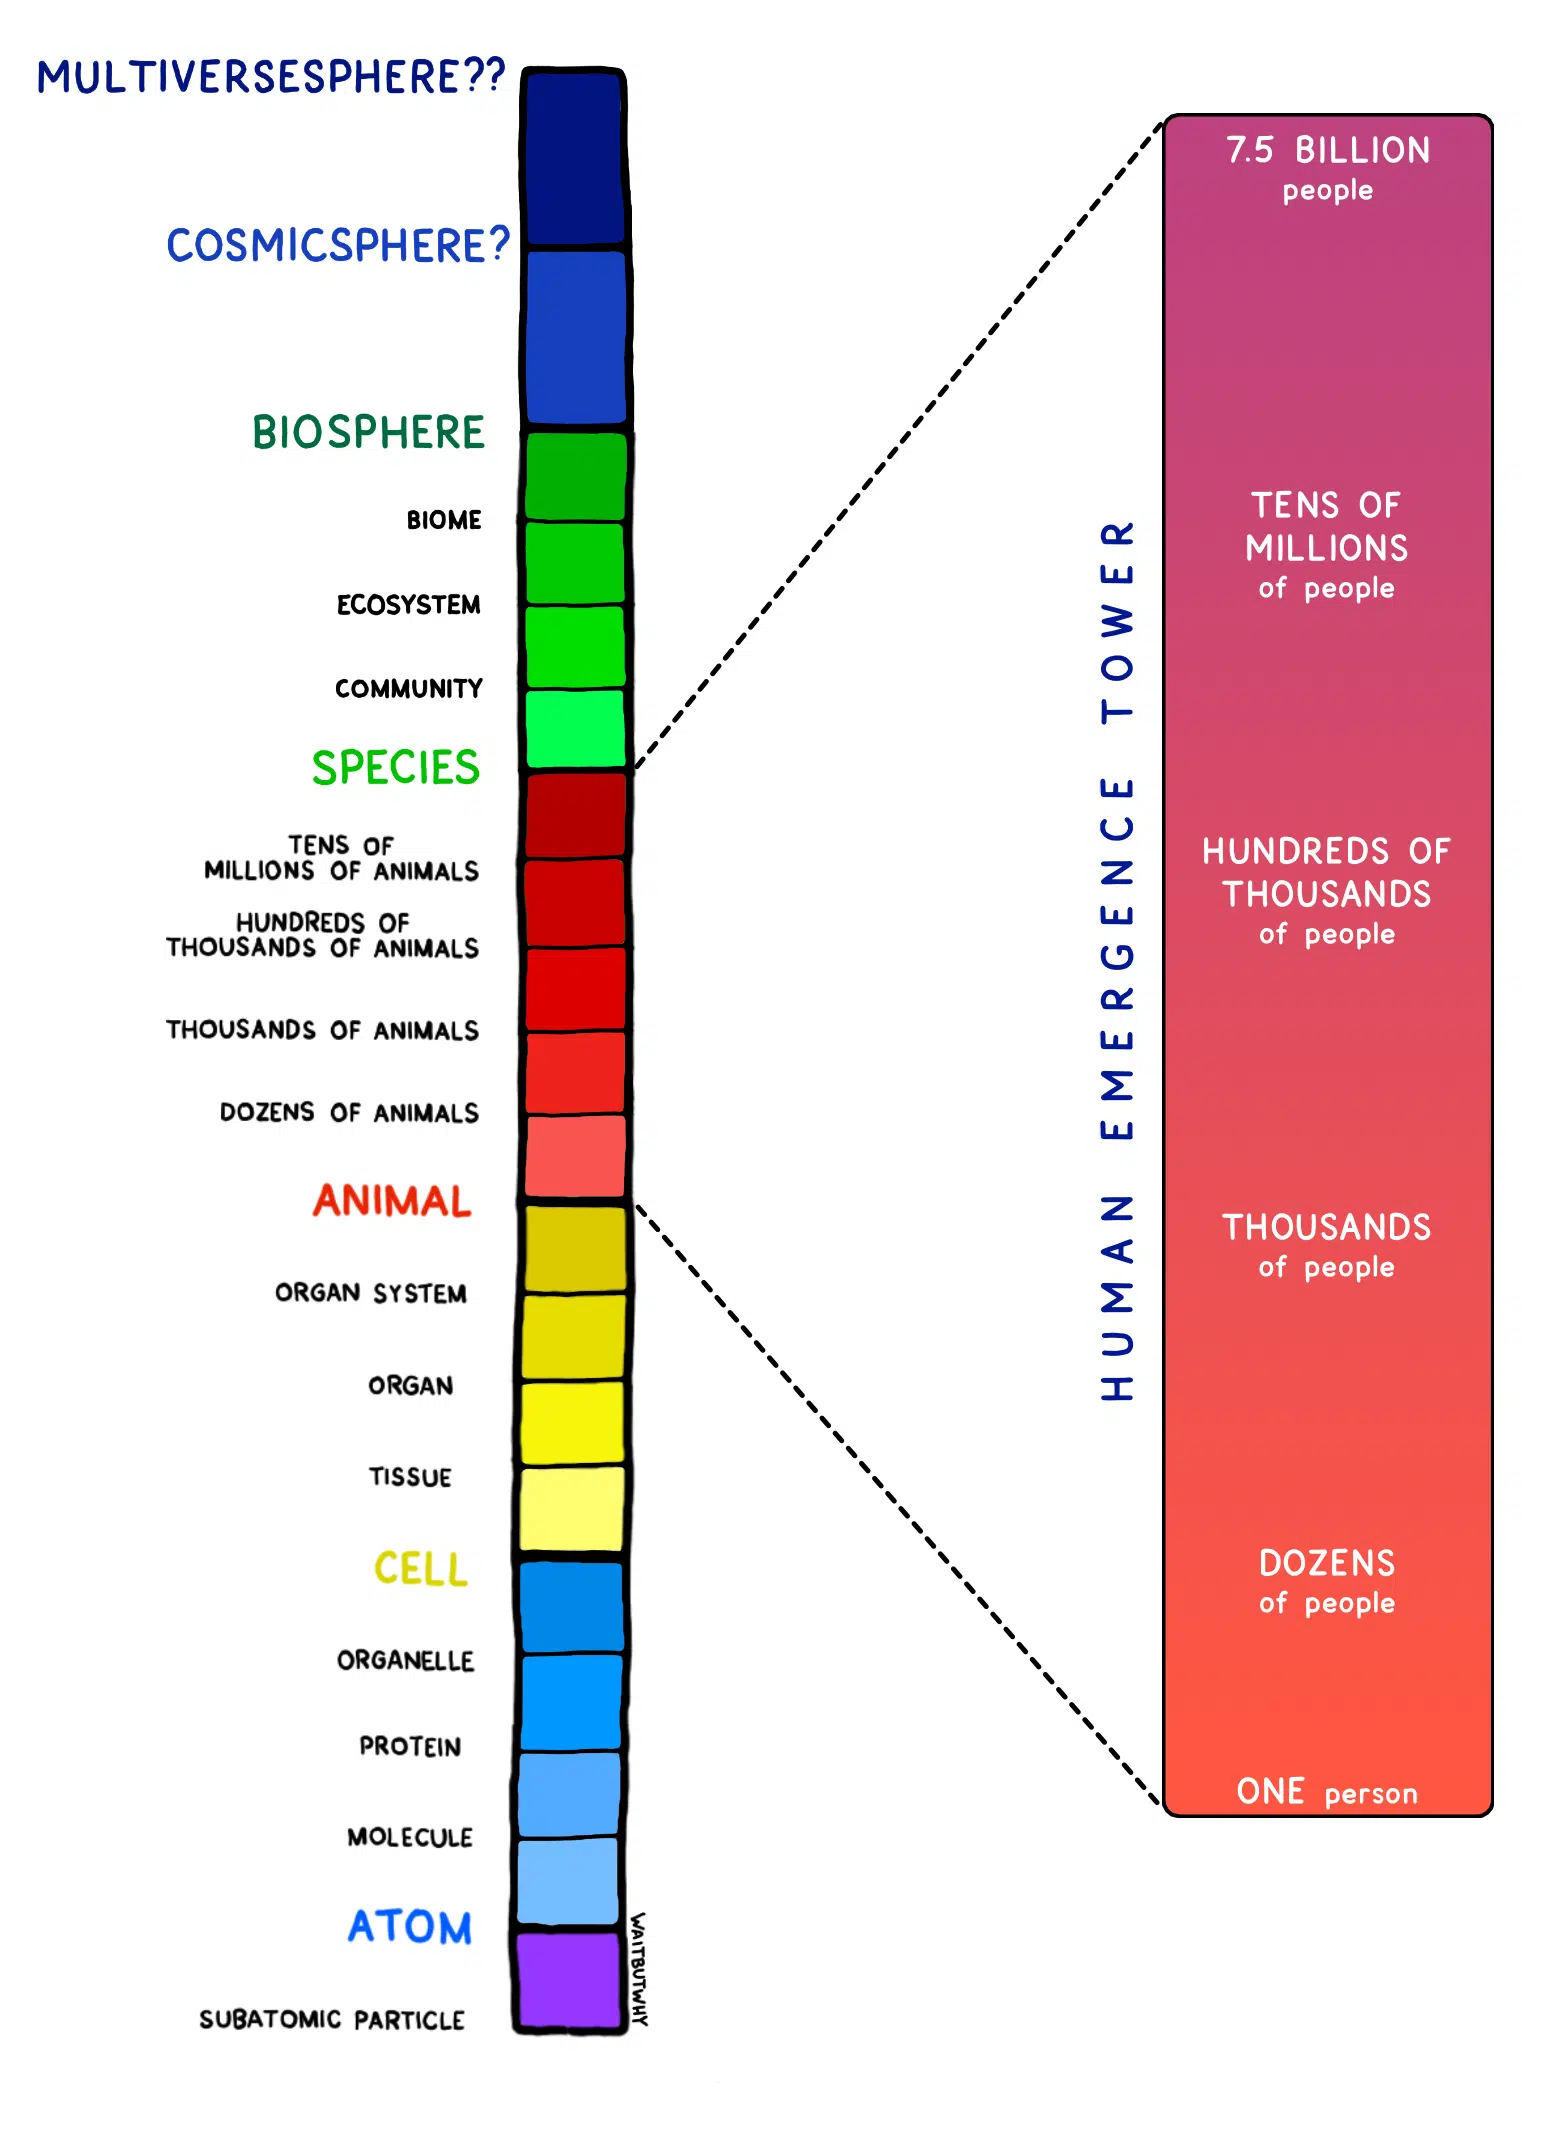 MULTIVERSESPHERE??
COSMICSPHERE?
BIOSPHERE
BIOME
ECOSYSTEM
COMMUNITY
SPECIES
TENS OF
MILLIONS OF ANIMALS
HUNDREDS OF
THOUSANDS OF ANIMALS
THOUSANDS OF ANIMALS
DOZENS OF ANIMALS
ANIMAL
ORGAN SYSTEM
ORGAN
TISSUE
CELL
ORGANELLE
PROTEIN
MOLECULE
ATOM
SUBATOMIC PARTICLE
WAITBUTWHY
HUMAN EMERGENCE TOWER
7.5 BILLION
people
TENS OF
MILLIONS
of people
HUNDREDS OF
THOUSANDS
of people
THOUSANDS
of people
DOZENS
of people
ONE person